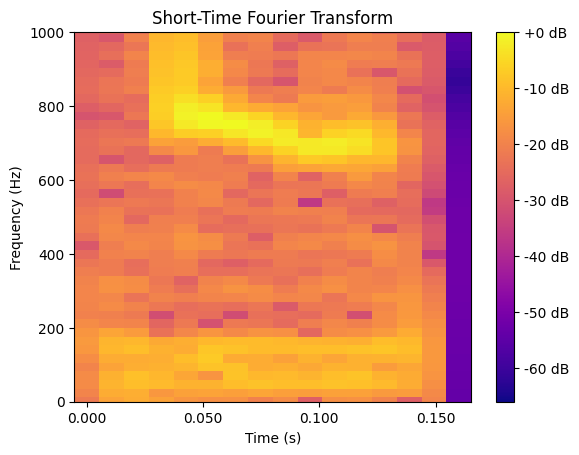 Short-Time Fourier Transform
1000
800
600
400
200
0
Frequency (Hz)
0.000
0.050
0.100
0.150
Time (s)
+0 dB
-10 dB
-20 dB
-30 dB
-40 dB
-50 dB
-60 dB